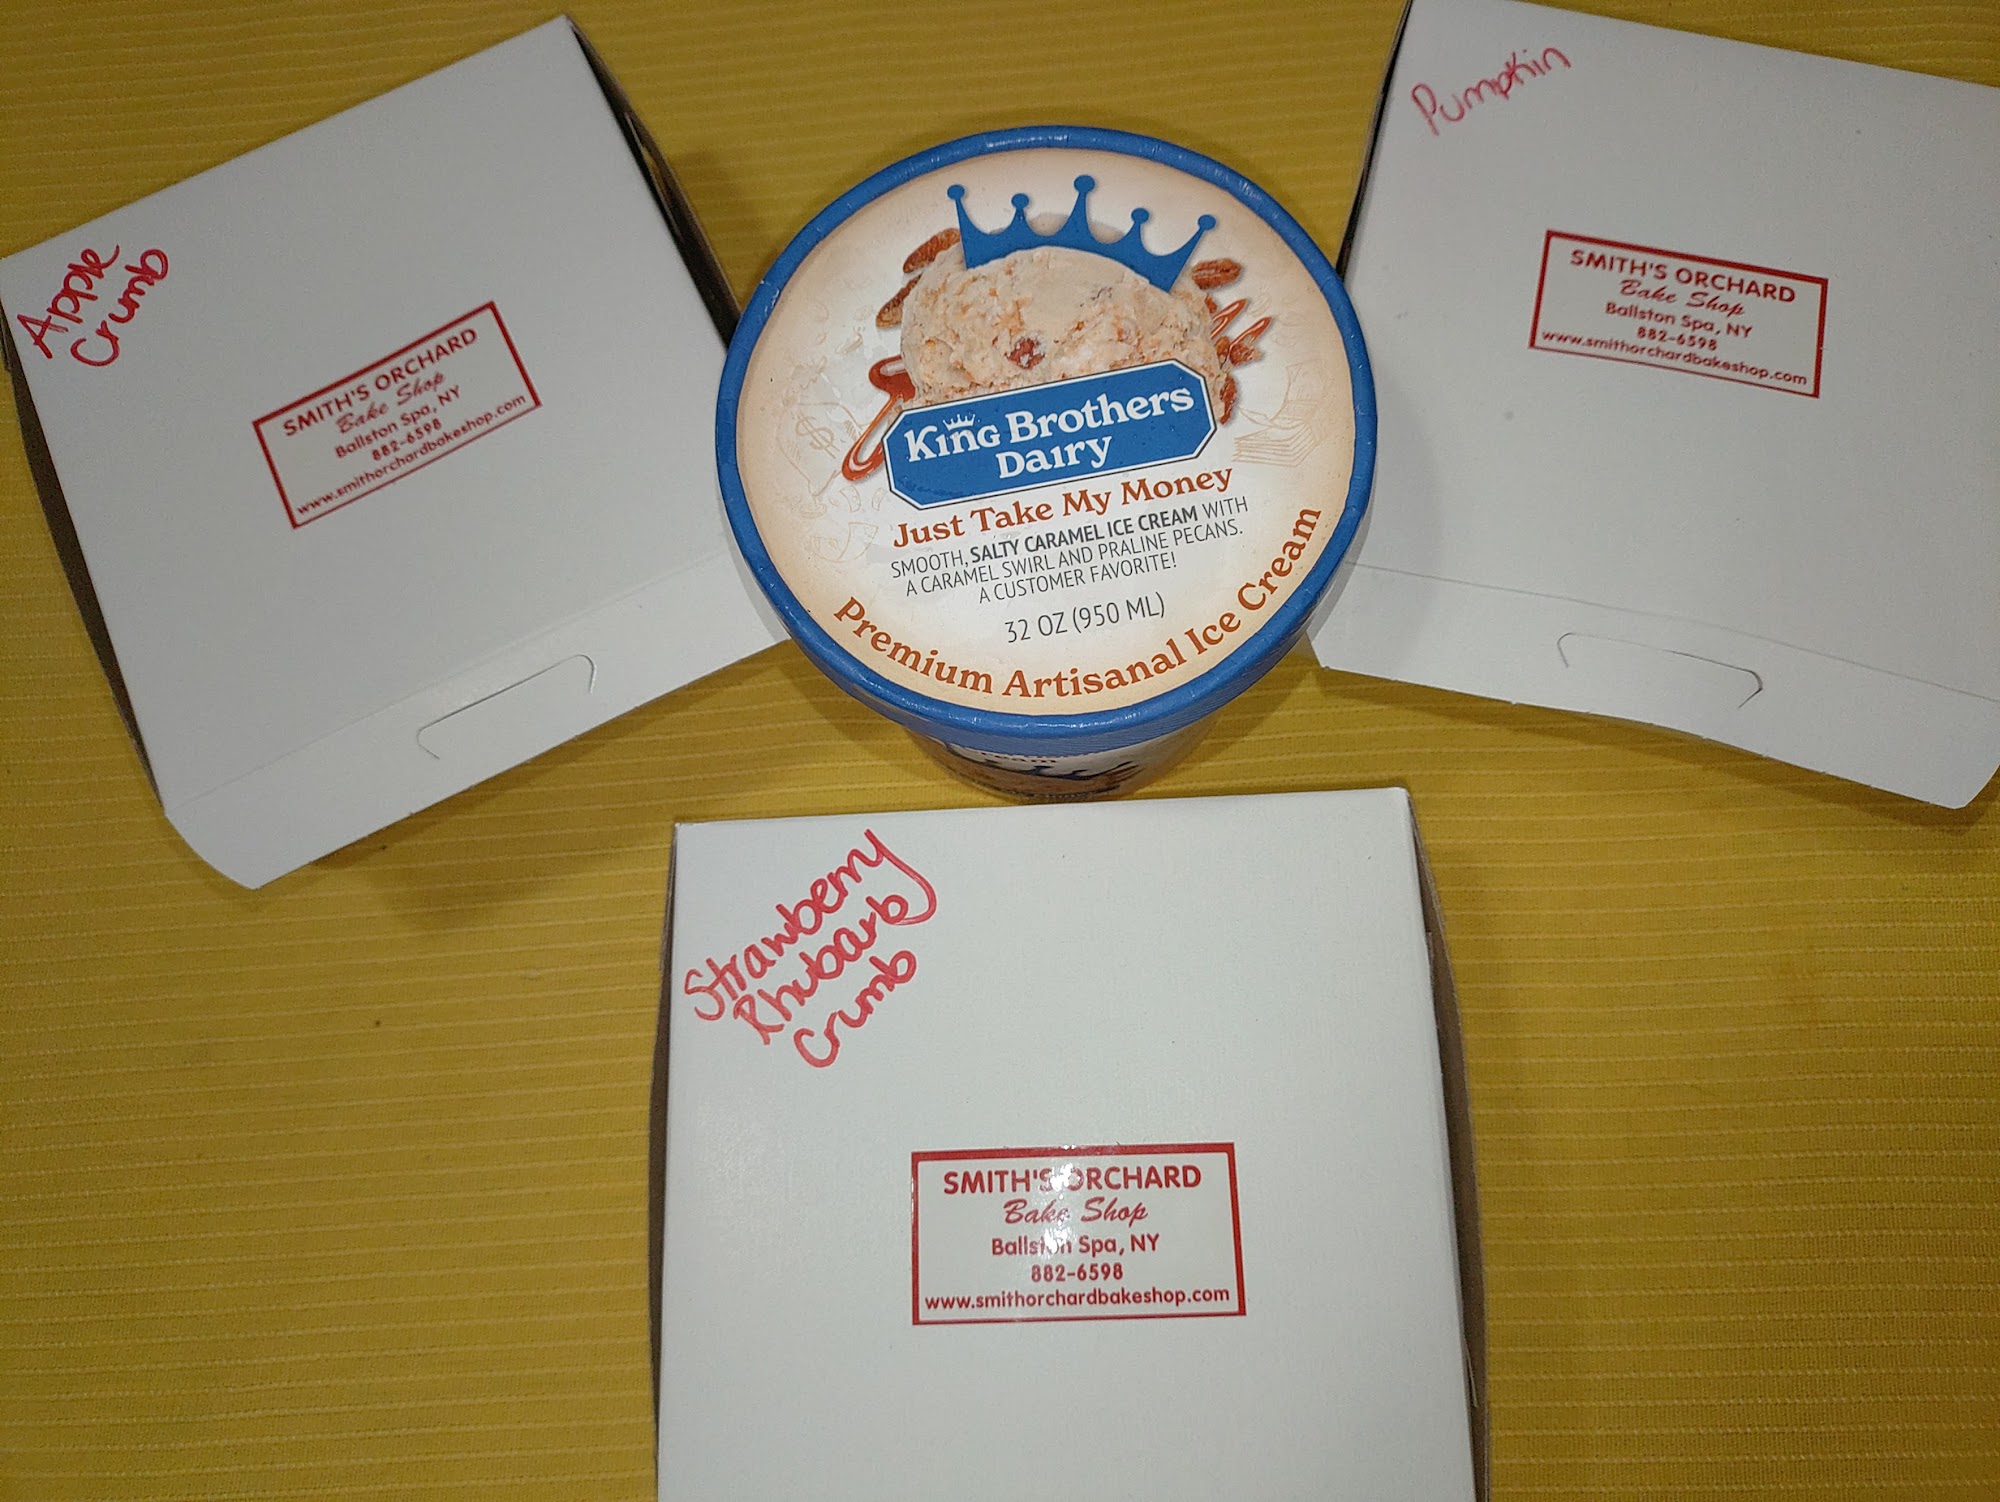 Apple
Crumb
SMITH'S ORCHARD
Bake Shop
Ballston Spa, NY
882-6598
www.smithorchardbakeshop.com
King Brothers
Dairy
Just Take My Money
SMOOTH, SALTY CARAMEL ICE CREAM WITH
A CARAMEL SWIRL AND PRALINE PECANS.
A CUSTOMER FAVORITE!
32 OZ (950 ML)
Premium Artisanal Ice Cream
Pumpkin
SMITH'S ORCHARD
Bake Shop
Ballston Spa, NY
882-6598
www.smithorchardbakeshop.com
Strawberry
Rhubarb
Crumb
SMITH'S ORCHARD
Bake Shop
Ballston Spa, NY
882-6598
www.smithorchardbakeshop.com